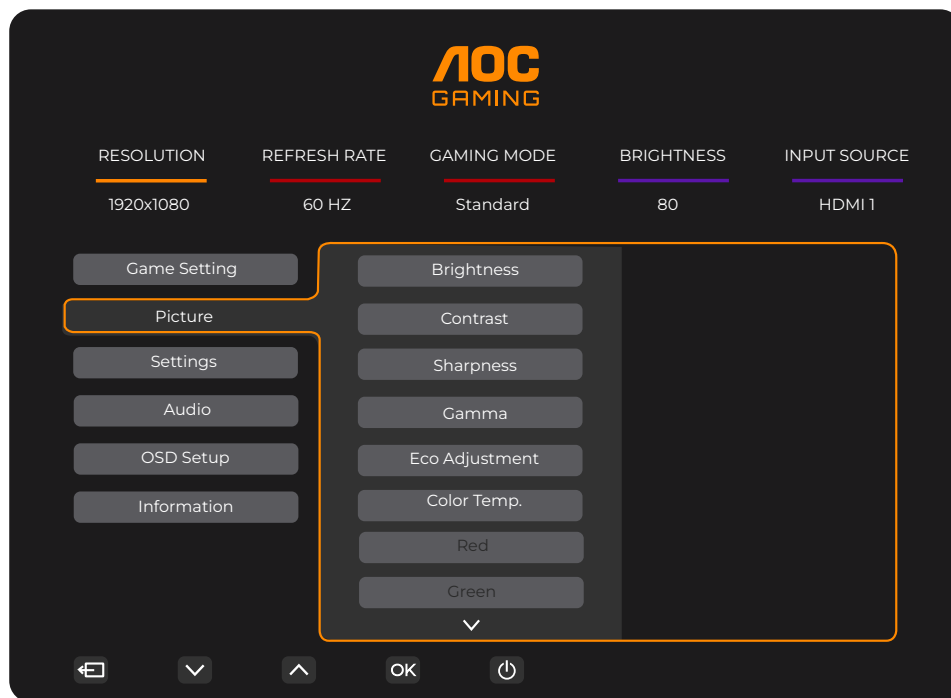 AOC
GAMING
RESOLUTION REFRESH RATE GAMING MODE BRIGHTNESS INPUT SOURCE
1920x1080 60 HZ Standard 80 HDMI 1
Game Setting
Picture
Settings
Audio
OSD Setup
Information
Brightness
Contrast
Sharpness
Gamma
Eco Adjustment
Color Temp.
Red
Green
OK